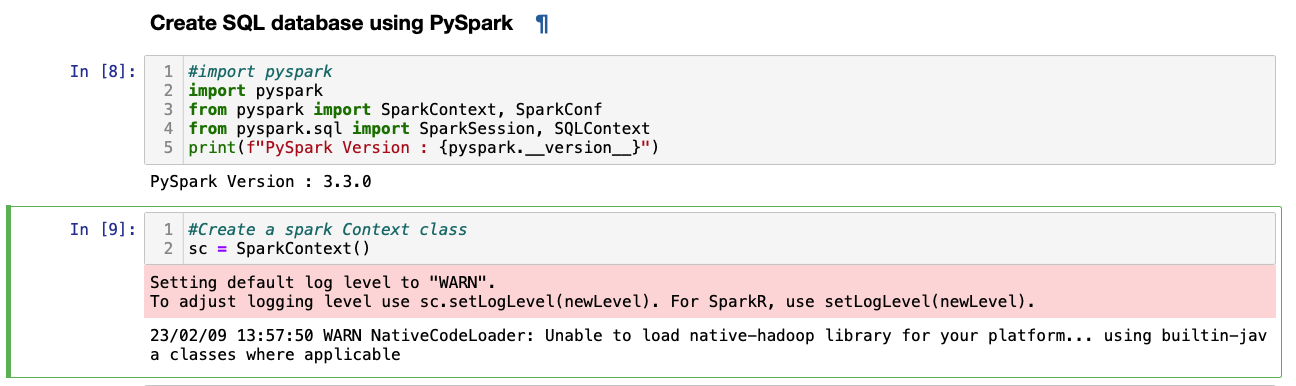 Create SQL database using PySpark ¶
In [8]:
1 #import pyspark
2 import pyspark
3 from pyspark import SparkContext, SparkConf
4 from pyspark.sql import SparkSession, SQLContext
5 print(f"PySpark Version : {pyspark.__version__}")
PySpark Version : 3.3.0
In [9]:
1 #Create a spark Context class
2 sc = SparkContext()
Setting default log level to "WARN".
To adjust logging level use sc.setLogLevel(newLevel). For SparkR, use setLogLevel(newLevel).
23/02/09 13:57:50 WARN NativeCodeLoader: Unable to load native-hadoop library for your platform... using builtin-jav
a classes where applicable